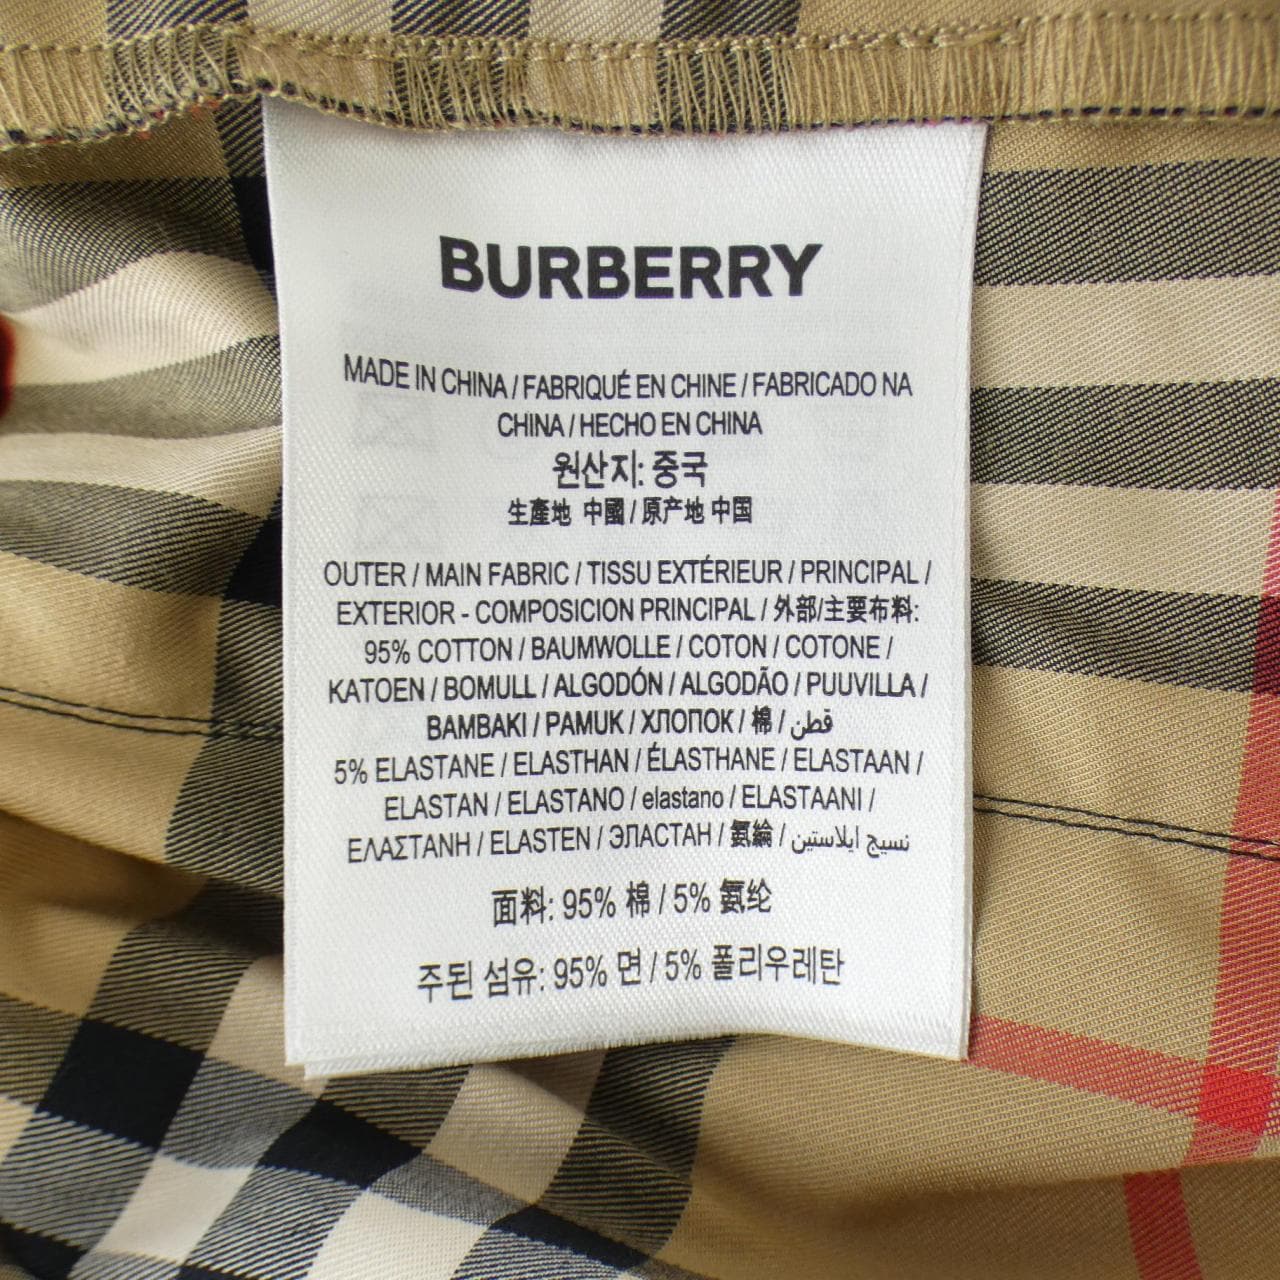 BURBERRY
MADE IN CHINA / FABRIQUÉ EN CHINE / FABRICADO NA
CHINA / HECHO EN CHINA
원산지: 중국
生產地 中國 / 原产地 中国
OUTER / MAIN FABRIC / TISSU EXTÉRIEUR / PRINCIPAL /
EXTERIOR - COMPOSICION PRINCIPAL / 外部/主要布料:
95% COTTON / BAUMWOLLE / COTON / COTONE /
KATOEN / BOMULL / ALGODÓN / ALGODÃO / PUUVILLA /
BAMBAKI / PAMUK / ХЛОПОК / 棉 / قطن
5% ELASTANE / ELASTHAN / ÉLASTHANE / ELASTAAN /
ELASTAN / ELASTANO / elastano / ELASTAANI /
ΕΛΑΣΤΑΝΗ / ELASTEN / ЭЛАСТАН / 氨綸 / نسيج ايلاستين
面料: 95% 棉 / 5% 氨纶
주된 섬유: 95% 면 / 5% 폴리우레탄